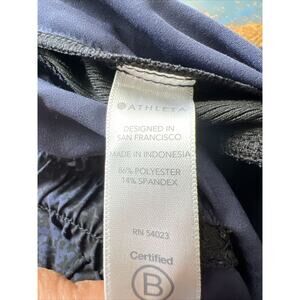 ATHLETA
DESIGNED IN
SAN FRANCISCO
MADE IN INDONESIA
86% POLYESTER
14% SPANDEX
RN 54023
Certified
B